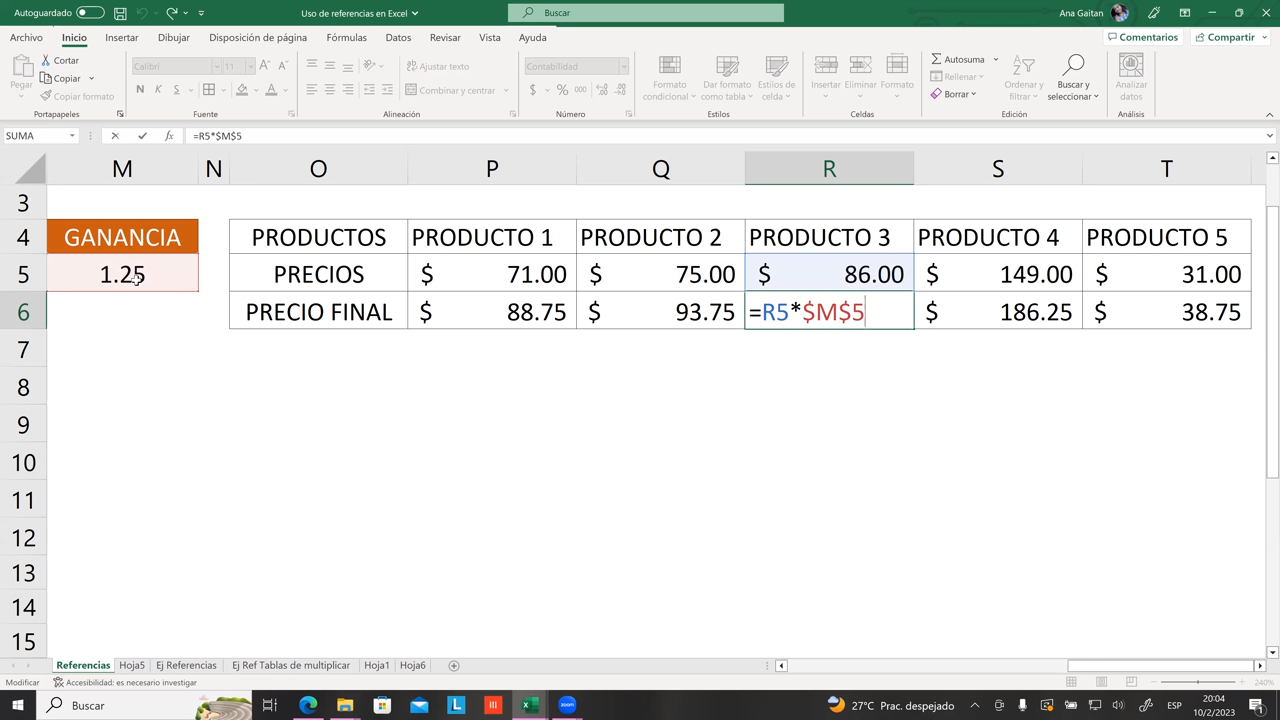 Autoguardado
Uso de referencias en Excel
Buscar
Ana Gaitan
Archivo Inicio Insertar Dibujar Disposición de página Fórmulas Datos Revisar Vista Ayuda
Comentarios Compartir
Pegar
Cortar
Copiar
Copiar formato
Portapapeles
Calibri 11
N K S
Fuente
Ajustar texto
Combinar y centrar
Alineación
Contabilidad
$ % 000
Número
Formato condicional
Dar formato como tabla
Estilos de celda
Estilos
Insertar Eliminar Formato
Celdas
Autosuma
Rellenar
Borrar
Ordenar y filtrar
Buscar y seleccionar
Edición
Analizar datos
Análisis
SUMA
fx
=R5*$M$5
M N O P Q R S T
3
4 GANANCIA PRODUCTOS PRODUCTO 1 PRODUCTO 2 PRODUCTO 3 PRODUCTO 4 PRODUCTO 5
5 1.25 PRECIOS $ 71.00 $ 75.00 $ 86.00 $ 149.00 $ 31.00
6 PRECIO FINAL $ 88.75 $ 93.75 =R5*$M$5 $ 186.25 $ 38.75
7
8
9
10
11
12
13
14
15
Referencias Hoja5 Ej Referencias Ej Ref Tablas de multiplicar Hoja1 Hoja6
Modificar Accesibilidad: es necesario investigar 240%
Buscar
27°C Prac. despejado
ESP
20:04
10/2/2023